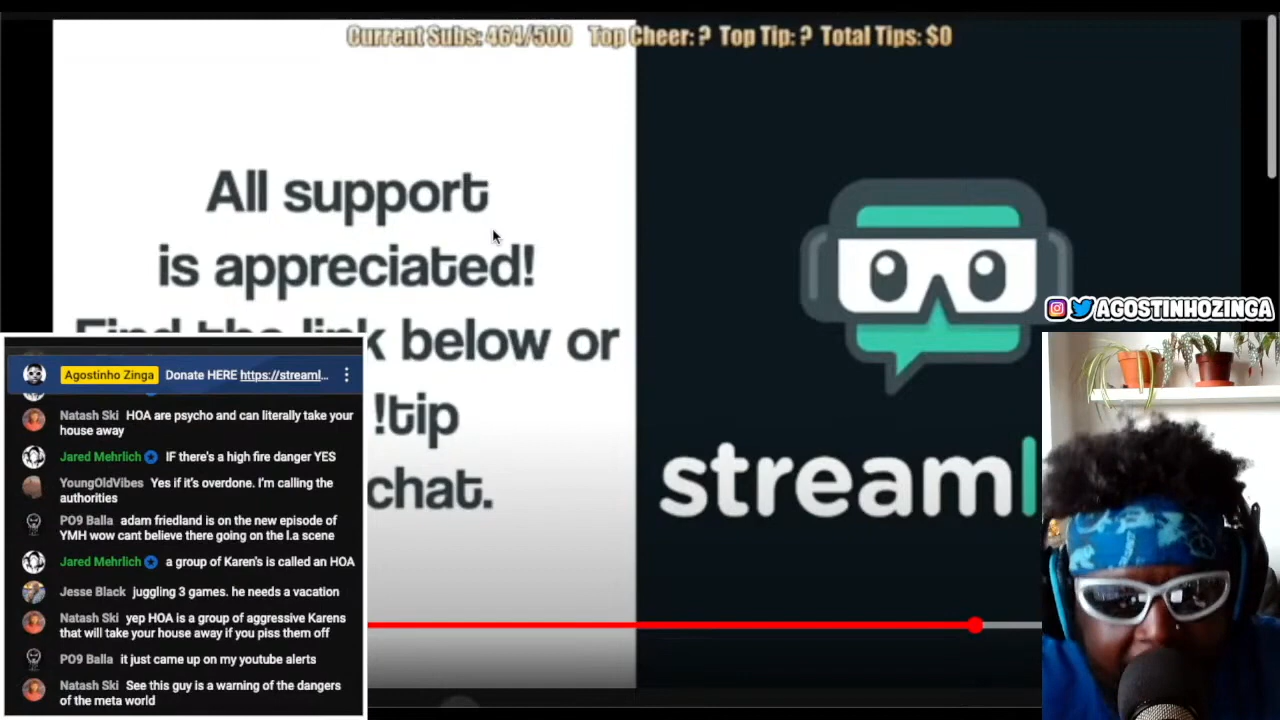 Current Subs: 464/500 Top Cheer: ? Top Tip: ? Total Tips: $0
All support
is appreciated!
Find the link below or
!tip
chat.
streaml
AGOSTINHOZINGA
Agostinho Zinga Donate HERE https://streaml...
Natash Ski HOA are psycho and can literally take your
house away
Jared Mehrlich IF there's a high fire danger YES
YoungOldVibes Yes if it's overdone. I'm calling the
authorities
PO9 Balla adam friedland is on the new episode of
YMH wow cant believe there going on the l.a scene
Jared Mehrlich a group of Karen's is called an HOA
Jesse Black juggling 3 games. he needs a vacation
Natash Ski yep HOA is a group of aggressive Karens
that will take your house away if you piss them off
PO9 Balla it just came up on my youtube alerts
Natash Ski See this guy is a warning of the dangers
of the meta world